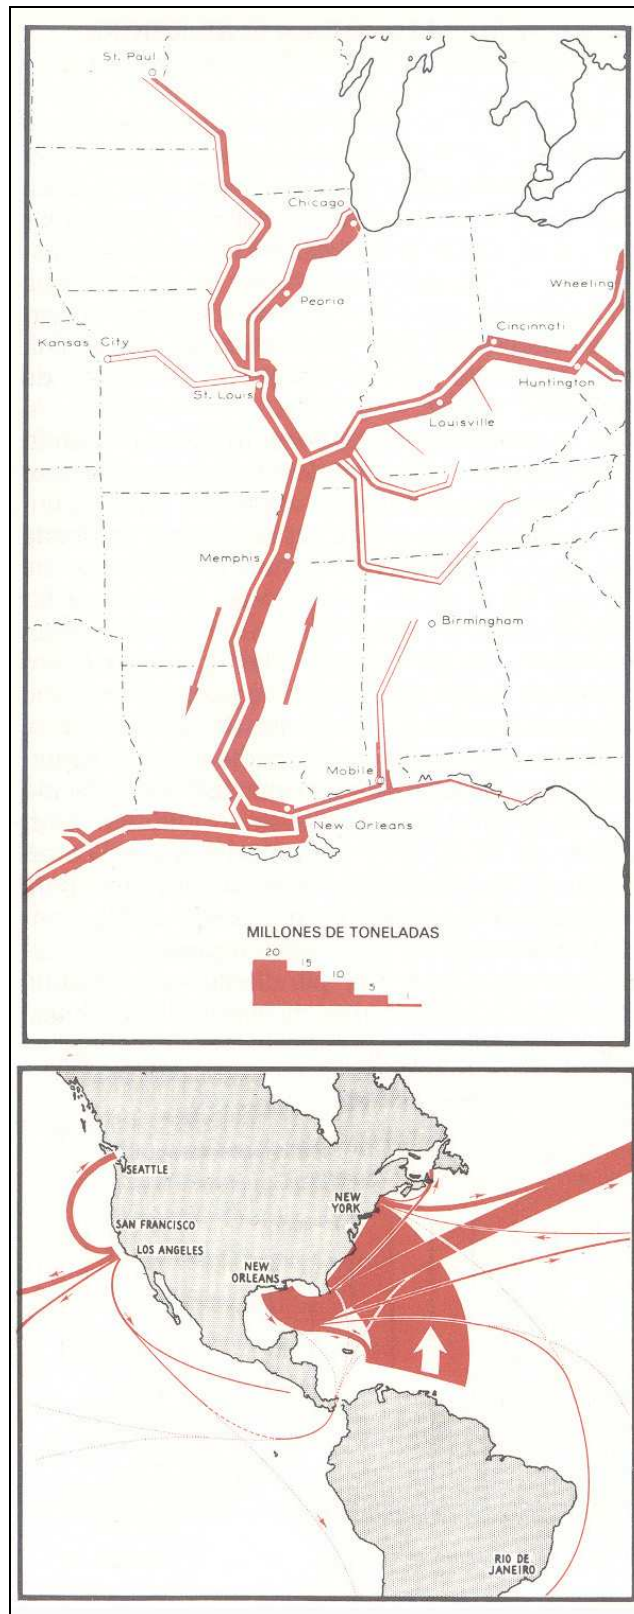 St. Paul
Chicago
Wheeling
Peoria
Cincinnati
Kansas City
St. Louis
Huntington
Louisville
Memphis
Birmingham
Mobile
New Orleans
MILLONES DE TONELADAS
20
15
10
5
1
SEATTLE
NEW
YORK
SAN FRANCISCO
LOS ANGELES
NEW
ORLEANS
RIO DE
JANEIRO